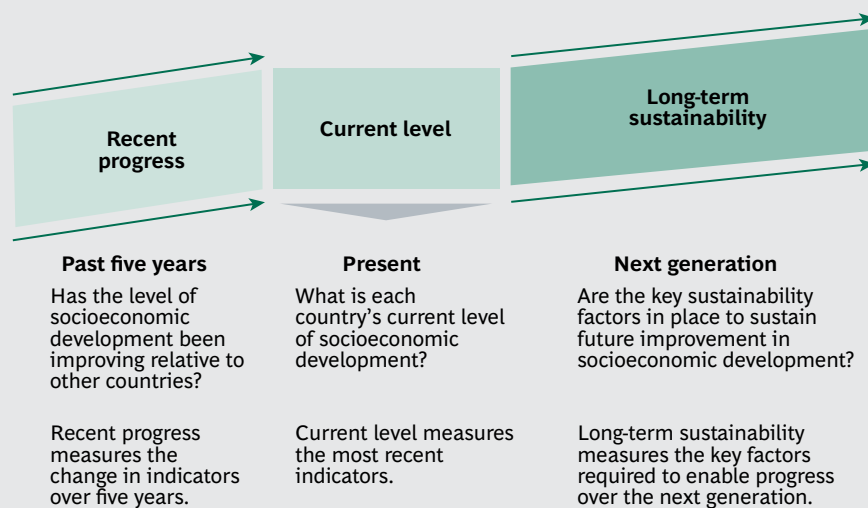 Recent
progress
Current level
Long-term
sustainability
Past five years
Has the level of
socioeconomic
development been
improving relative to
other countries?
Recent progress
measures the
change in indicators
over five years.
Present
What is each
country’s current level
of socioeconomic
development?
Current level measures
the most recent
indicators.
Next generation
Are the key sustainability
factors in place to sustain
future improvement in
socioeconomic development?
Long-term sustainability
measures the key factors
required to enable progress
over the next generation.